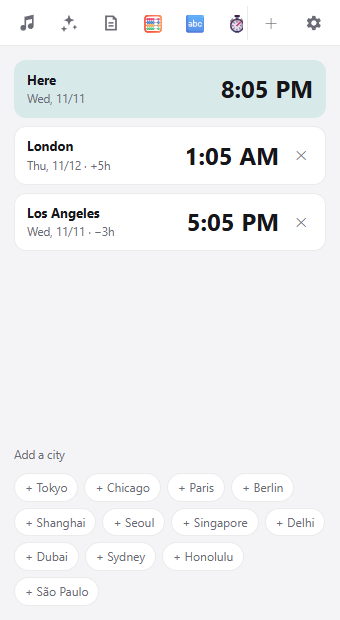 abc
Here
Wed, 11/11
8:05 PM
London
Thu, 11/12 · +5h
1:05 AM
Los Angeles
Wed, 11/11 · −3h
5:05 PM
Add a city
+ Tokyo
+ Chicago
+ Paris
+ Berlin
+ Shanghai
+ Seoul
+ Singapore
+ Delhi
+ Dubai
+ Sydney
+ Honolulu
+ São Paulo